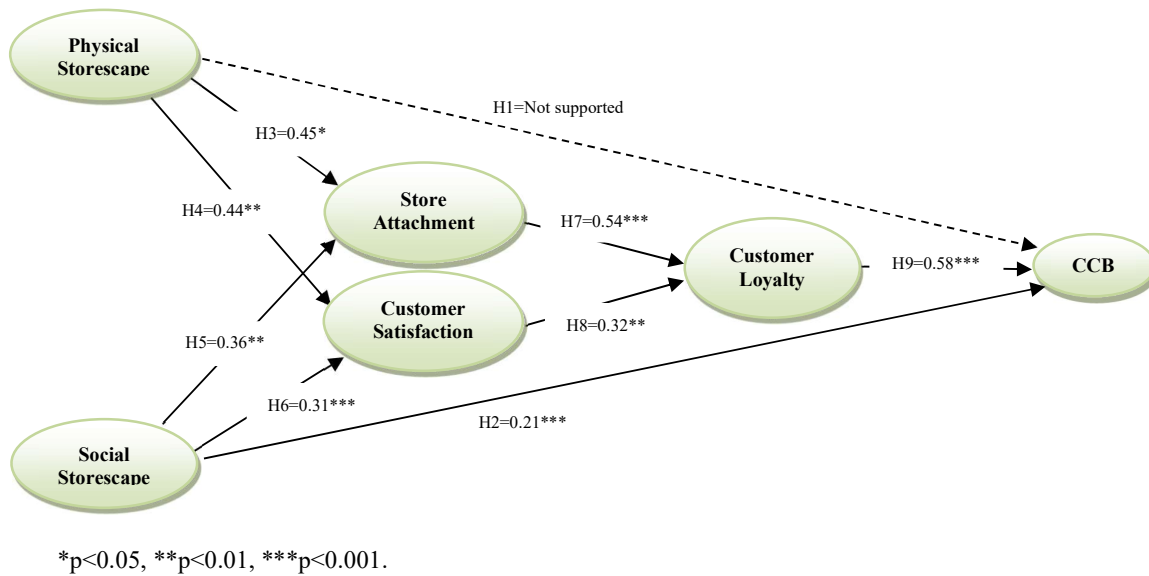 Physical
Storescape
H1=Not supported
H3=0.45*
H4=0.44**
Store
Attachment
H7=0.54***
Customer
Loyalty
H9=0.58***
CCB
Customer
Satisfaction
H8=0.32**
H5=0.36**
H6=0.31***
H2=0.21***
Social
Storescape
*p<0.05, **p<0.01, ***p<0.001.